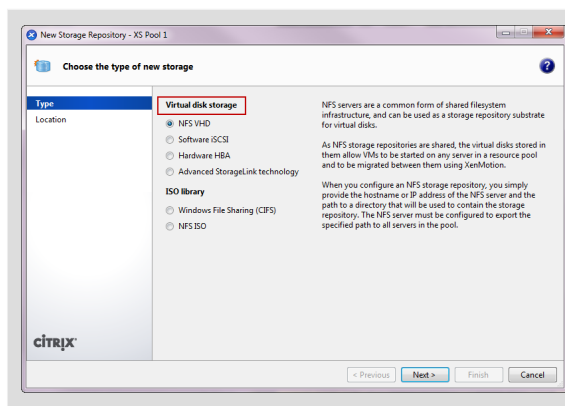 New Storage Repository - XS Pool 1
Choose the type of new storage
Type
Location
Virtual disk storage
NFS VHD
Software iSCSI
Hardware HBA
Advanced StorageLink technology
ISO library
Windows File Sharing (CIFS)
NFS ISO
NFS servers are a common form of shared filesystem
infrastructure, and can be used as a storage repository substrate
for virtual disks.
As NFS storage repositories are shared, the virtual disks stored in
them allow VMs to be started on any server in a resource pool
and to be migrated between them using XenMotion.
When you configure an NFS storage repository, you simply
provide the hostname or IP address of the NFS server and the
path to a directory that will be used to contain the storage
repository. The NFS server must be configured to export the
specified path to all servers in the pool.
CITRIX
< Previous Next > Finish Cancel